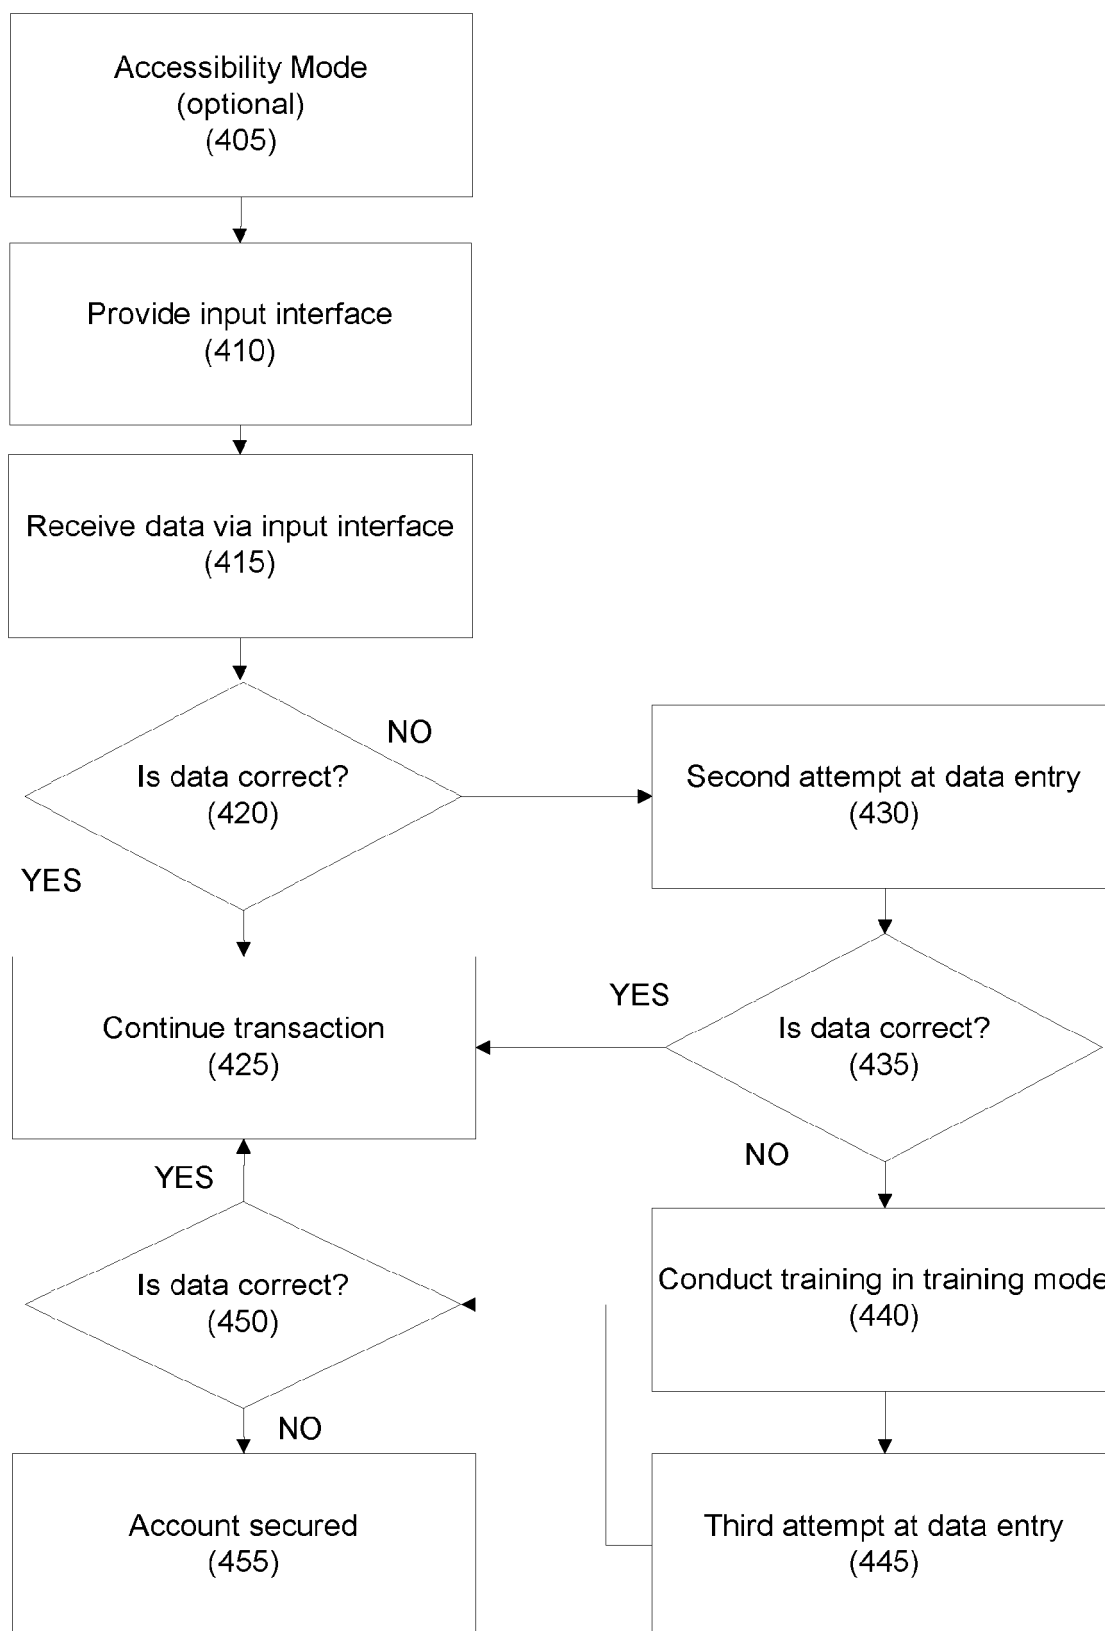 Accessibility Mode
(optional)
(405)
Provide input interface
(410)
Receive data via input interface
(415)
NO
Is data correct?
(420)
YES
Second attempt at data entry
(430)
Continue transaction
(425)
YES
Is data correct?
(435)
NO
YES
Is data correct?
(450)
NO
Conduct training in training mode
(440)
Account secured
(455)
Third attempt at data entry
(445)